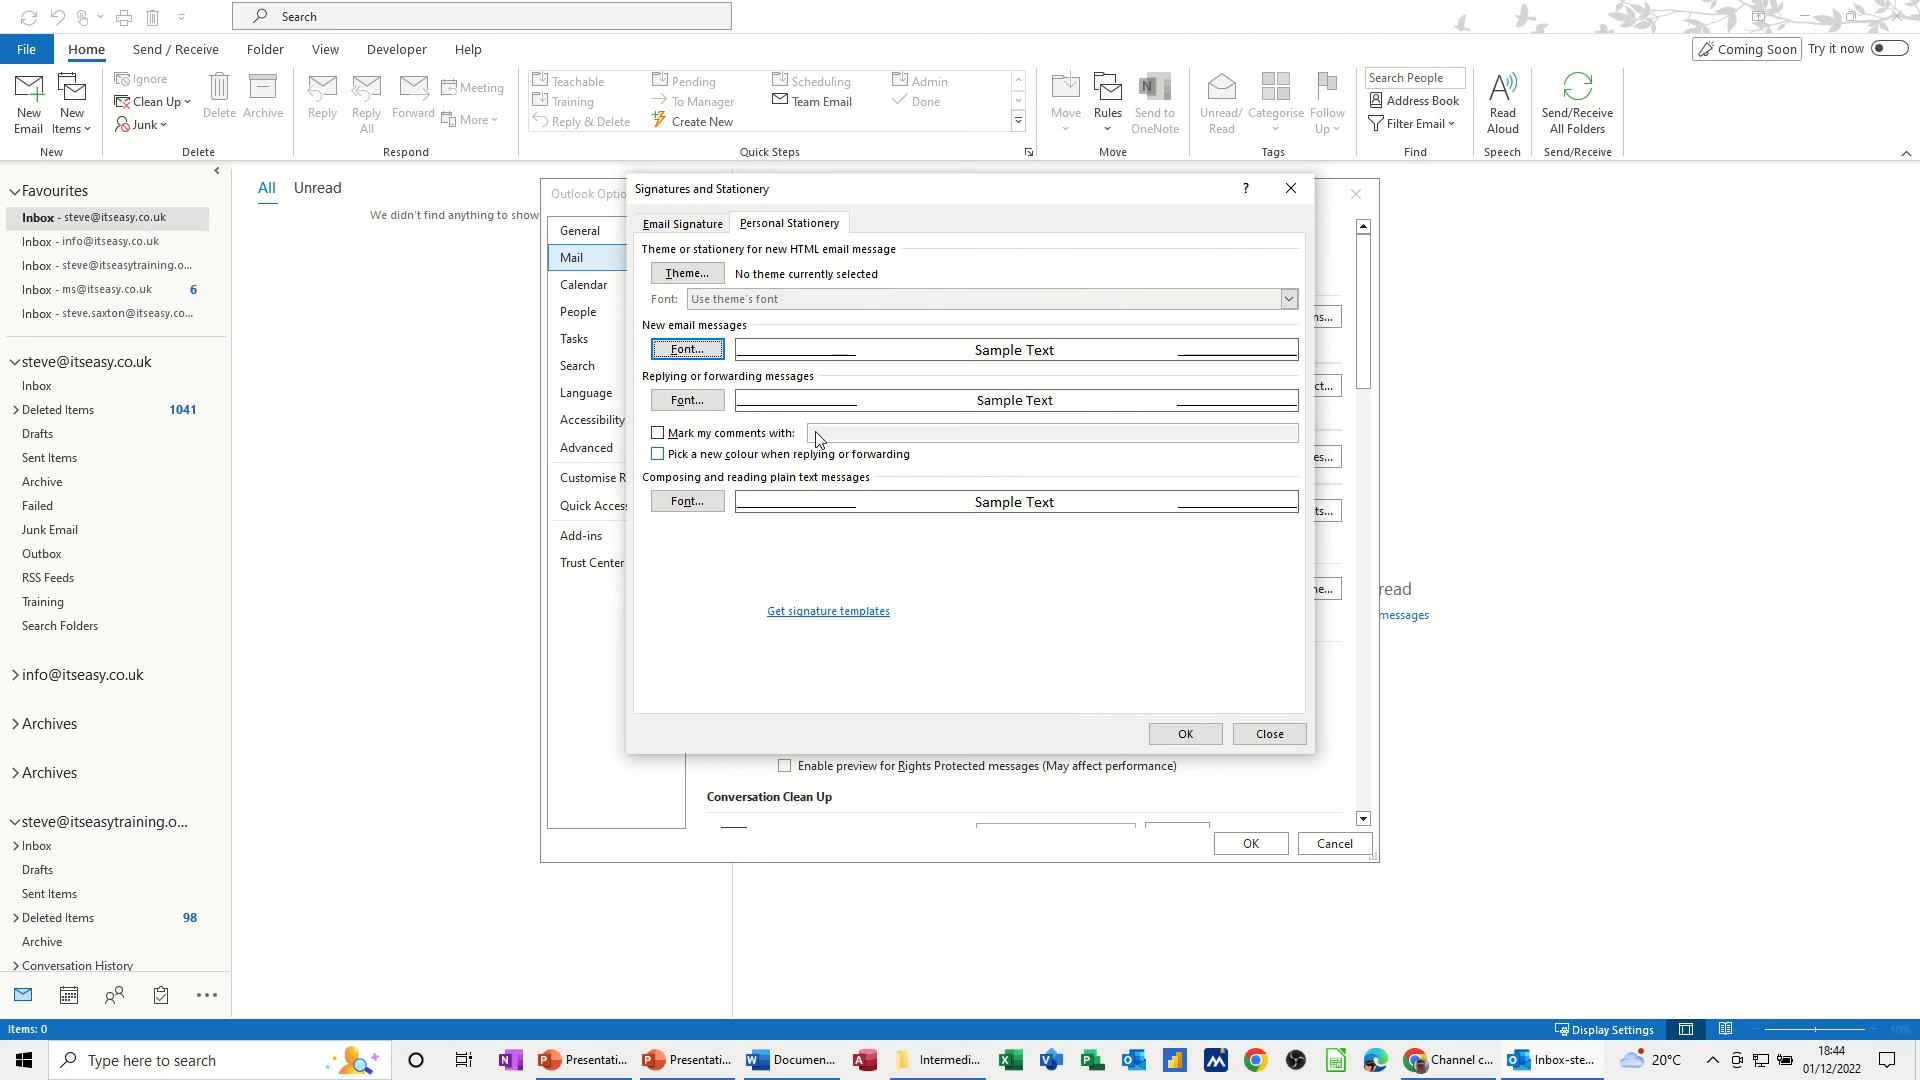 Search
File
Home
Send / Receive
Folder
View
Developer
Help
Coming Soon
Try it now
New Email
New Items
Ignore
Clean Up
Junk
Delete
Archive
Reply
Reply All
Forward
Meeting
More
Teachable
Training
Reply & Delete
Pending
To Manager
Create New
Scheduling
Team Email
Admin
Done
Move
Rules
Send to OneNote
Unread/ Read
Categorise
Follow Up
Search People
Address Book
Filter Email
Read Aloud
Send/Receive All Folders
New
Delete
Respond
Quick Steps
Move
Tags
Find
Speech
Send/Receive
Favourites
Inbox - steve@itseasy.co.uk
Inbox - info@itseasy.co.uk
Inbox - steve@itseasytraining.o...
Inbox - ms@itseasy.co.uk 6
Inbox - steve.saxton@itseasy.co...
steve@itseasy.co.uk
Inbox
Deleted Items 1041
Drafts
Sent Items
Archive
Failed
Junk Email
Outbox
RSS Feeds
Training
Search Folders
info@itseasy.co.uk
Archives
Archives
steve@itseasytraining.o...
Inbox
Drafts
Sent Items
Deleted Items 98
Archive
Conversation History
All
Unread
We didn't find anything to show
Outlook Optio
General
Mail
Calendar
People
Tasks
Search
Language
Accessibility
Advanced
Customise R
Quick Acces
Add-ins
Trust Center
Signatures and Stationery
?
Email Signature
Personal Stationery
Theme or stationery for new HTML email message
Theme...
No theme currently selected
Font:
Use theme's font
New email messages
Font...
Sample Text
Replying or forwarding messages
Font...
Sample Text
Mark my comments with:
Pick a new colour when replying or forwarding
Composing and reading plain text messages
Font...
Sample Text
Get signature templates
OK
Close
ns...
ct...
es...
ts...
ne...
read
messages
Enable preview for Rights Protected messages (May affect performance)
Conversation Clean Up
OK
Cancel
Items: 0
Display Settings
10%
Type here to search
Presentati...
Presentati...
Documen...
Intermedi...
Channel c...
Inbox-ste...
20°C
18:44
01/12/2022